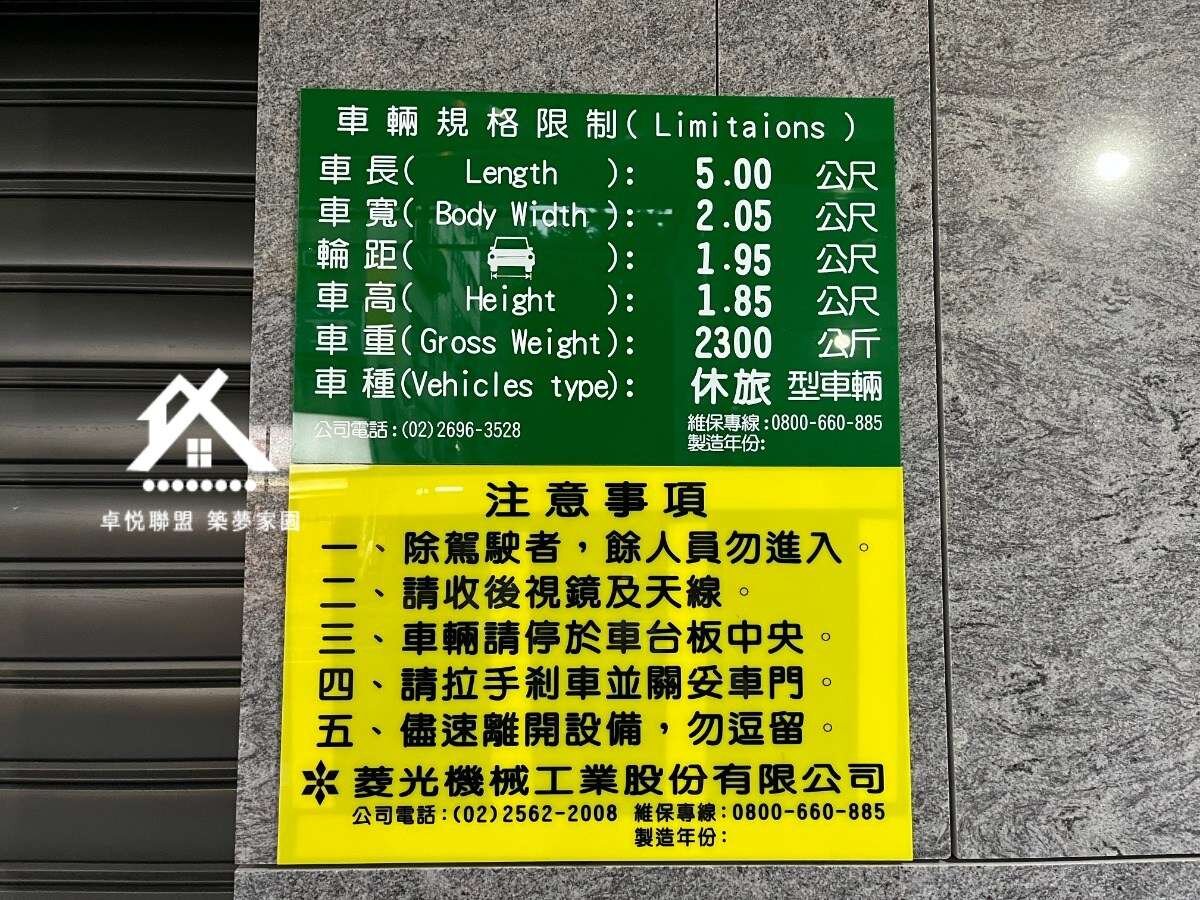 車輛規格限制( Limitaions )
車長( Length ): 5.00 公尺
車寬( Body Width ): 2.05 公尺
輪距( ): 1.95 公尺
車高( Height ): 1.85 公尺
車重(Gross Weight): 2300 公斤
車種(Vehicles type): 休旅 型車輛
公司電話:(02)2696-3528 維保專線:0800-660-885
製造年份:
注意事項
一、除駕駛者,餘人員勿進入。
二、請收後視鏡及天線。
三、車輛請停於車台板中央。
四、請拉手剎車並關妥車門。
五、儘速離開設備,勿逗留。
菱光機械工業股份有限公司
公司電話:(02)2562-2008 維保專線:0800-660-885
製造年份:
卓悅聯盟 築夢家園